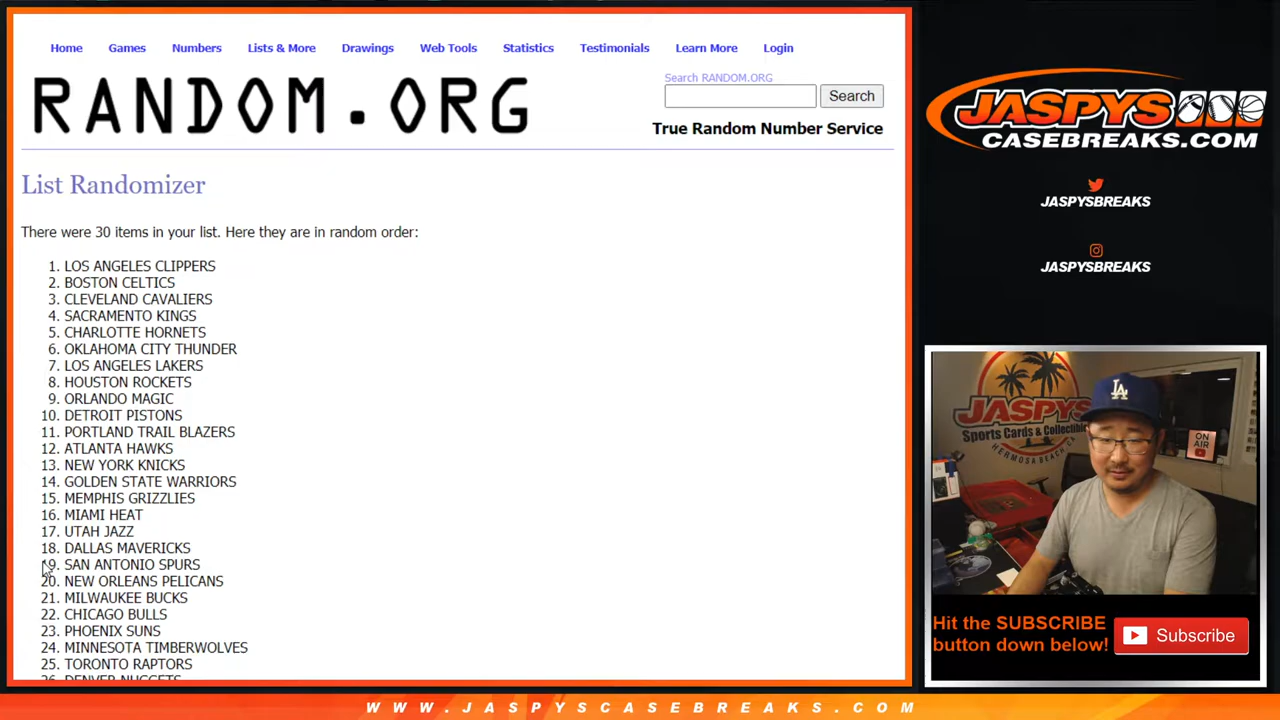 Home Games Numbers Lists & More Drawings Web Tools Statistics Testimonials Learn More Login
RANDOM.ORG
Search RANDOM.ORG
Search
True Random Number Service
List Randomizer
There were 30 items in your list. Here they are in random order:
1. LOS ANGELES CLIPPERS
2. BOSTON CELTICS
3. CLEVELAND CAVALIERS
4. SACRAMENTO KINGS
5. CHARLOTTE HORNETS
6. OKLAHOMA CITY THUNDER
7. LOS ANGELES LAKERS
8. HOUSTON ROCKETS
9. ORLANDO MAGIC
10. DETROIT PISTONS
11. PORTLAND TRAIL BLAZERS
12. ATLANTA HAWKS
13. NEW YORK KNICKS
14. GOLDEN STATE WARRIORS
15. MEMPHIS GRIZZLIES
16. MIAMI HEAT
17. UTAH JAZZ
18. DALLAS MAVERICKS
19. SAN ANTONIO SPURS
20. NEW ORLEANS PELICANS
21. MILWAUKEE BUCKS
22. CHICAGO BULLS
23. PHOENIX SUNS
24. MINNESOTA TIMBERWOLVES
25. TORONTO RAPTORS
26. DENVER NUGGETS
JASPYS
CASEBREAKS.COM
JASPYSBREAKS
JASPYSBREAKS
JASPYS
Sports Cards & Collectibles
HERMOSA BEACH, CA
LA
ON
AIR
Hit the SUBSCRIBE
button down below!
Subscribe
WWW.JASPYSCASEBREAKS.COM